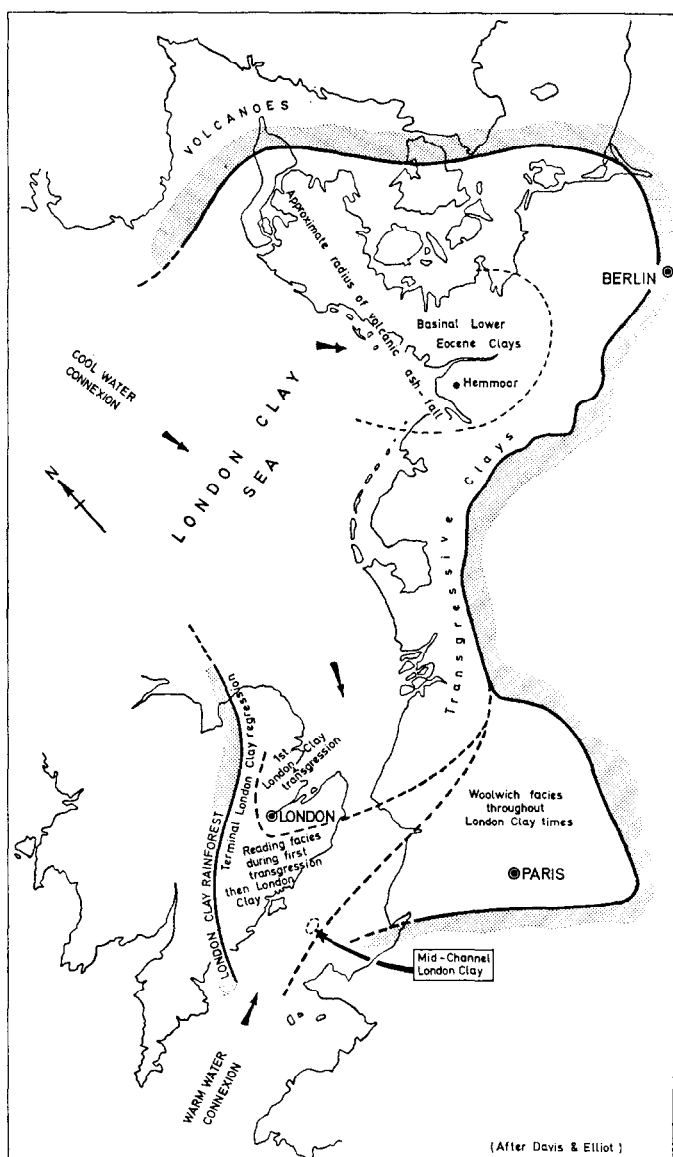 VOLCANOES
Approximate radius of volcanic ash-fall
BERLIN
Basinal Lower
Eocene Clays
Hemmoor
COOL WATER
CONNEXION
LONDON CLAY
SEA
N
Transgressive Clays
LONDON CLAY RAINFOREST
Terminal London Clay regression
1st
London Clay
transgression
LONDON
Reading facies
during first
transgression
then London
Clay
Woolwich facies
throughout
London Clay times
PARIS
Mid-Channel
London Clay
WARM WATER
CONNEXION
(After Davis & Elliot)